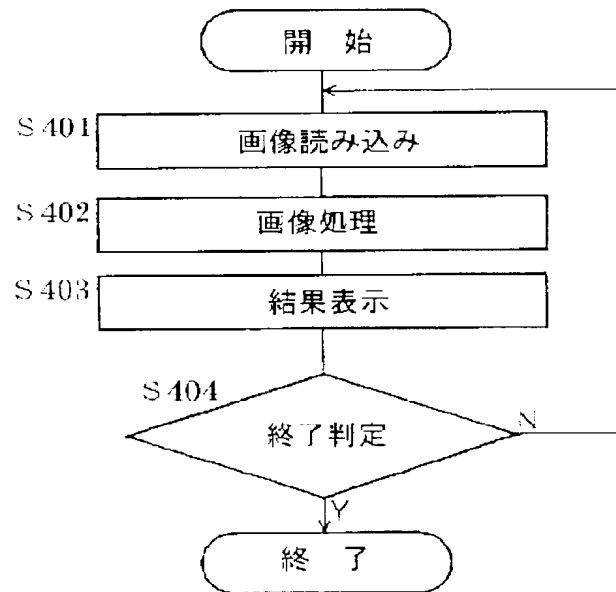 開 始
S401
画像読み込み
S402
画像処理
S403
結果表示
S404
終了判定
N
Y
終 了